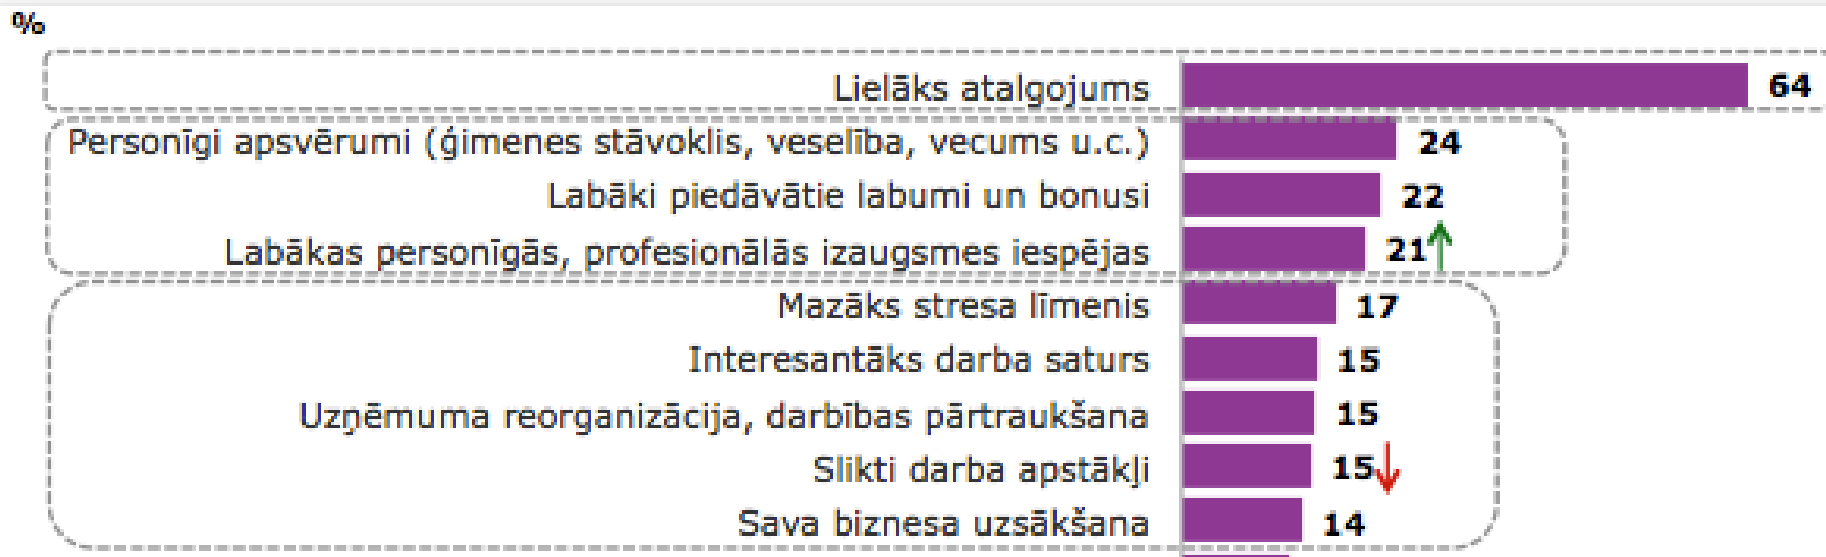 %
Lielāks atalgojums 64
Personīgi apsvērumi (ģimenes stāvoklis, veselība, vecums u.c.) 24
Labāki piedāvātie labumi un bonusi 22
Labākas personīgās, profesionālās izaugsmes iespējas 21
Mazāks stresa līmenis 17
Interesantāks darba saturs 15
Uzņēmuma reorganizācija, darbības pārtraukšana 15
Slikti darba apstākļi 15
Sava biznesa uzsākšana 14